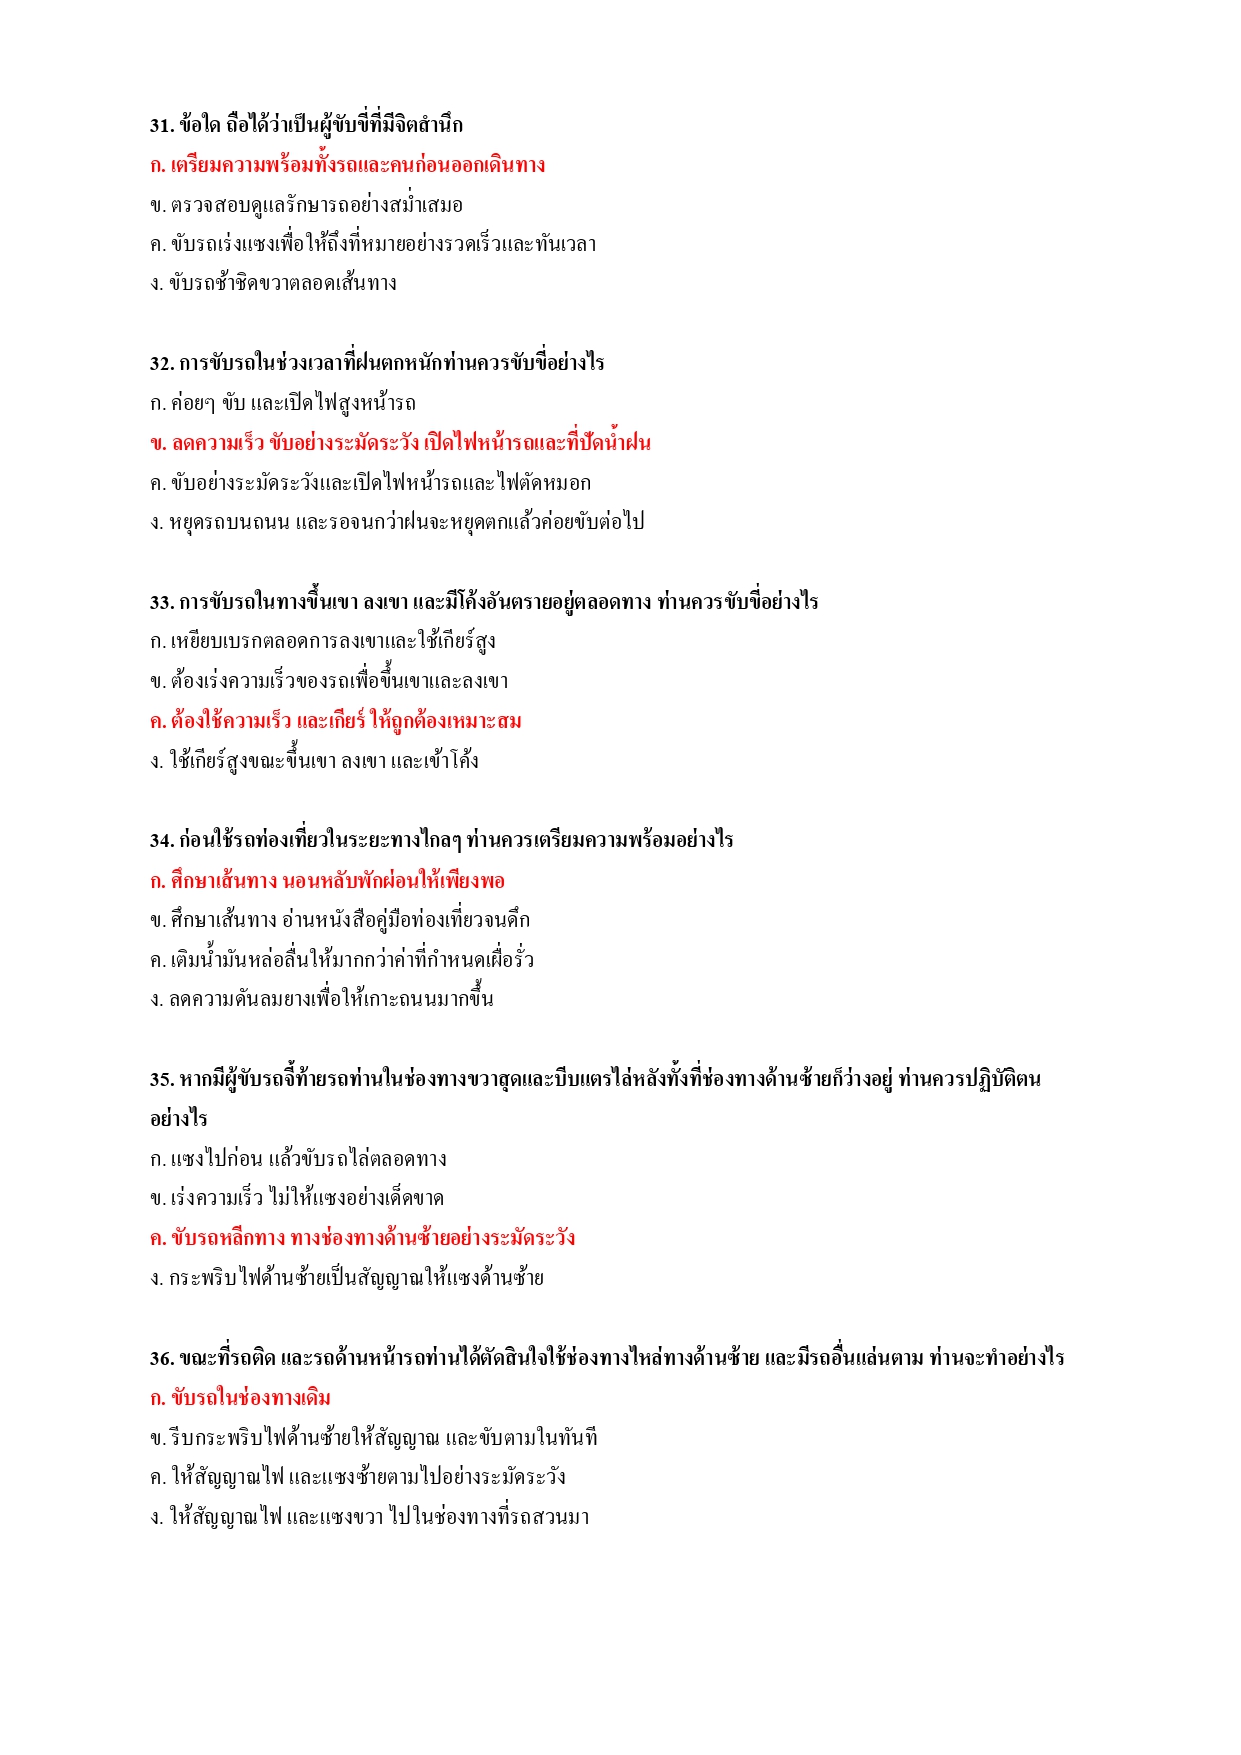 31. ข้อใด ถือได้ว่าเป็นผู้ขับขี่ที่มีจิตสำนึก
ก. เตรียมความพร้อมทั้งรถและคนก่อนออกเดินทาง
ข. ตรวจสอบดูแลรักษารถอย่างสม่ำเสมอ
ค. ขับรถเร่งแซงเพื่อให้ถึงที่หมายอย่างรวดเร็วและทันเวลา
ง. ขับรถช้าชิดขวาตลอดเส้นทาง
32. การขับรถในช่วงเวลาที่ฝนตกหนักท่านควรขับขี่อย่างไร
ก. ค่อยๆ ขับ และเปิดไฟสูงหน้ารถ
ข. ลดความเร็ว ขับอย่างระมัดระวัง เปิดไฟหน้ารถและที่ปัดน้ำฝน
ค. ขับอย่างระมัดระวังและเปิดไฟหน้ารถและไฟตัดหมอก
ง. หยุดรถบนถนน และรอจนกว่าฝนจะหยุดตกแล้วค่อยขับต่อไป
33. การขับรถในทางขึ้นเขา ลงเขา และมีโค้งอันตรายอยู่ตลอดทาง ท่านควรขับขี่อย่างไร
ก. เหยียบเบรกตลอดการลงเขาและใช้เกียร์สูง
ข. ต้องเร่งความเร็วของรถเพื่อขึ้นเขาและลงเขา
ค. ต้องใช้ความเร็ว และเกียร์ ให้ถูกต้องเหมาะสม
ง. ใช้เกียร์สูงขณะขึ้นเขา ลงเขา และเข้าโค้ง
34. ก่อนใช้รถท่องเที่ยวในระยะทางไกลๆ ท่านควรเตรียมความพร้อมอย่างไร
ก. ศึกษาเส้นทาง นอนหลับพักผ่อนให้เพียงพอ
ข. ศึกษาเส้นทาง อ่านหนังสือคู่มือท่องเที่ยวจนดึก
ค. เติมน้ำมันหล่อลื่นให้มากกว่าค่าที่กำหนดเผื่อรั่ว
ง. ลดความดันลมยางเพื่อให้เกาะถนนมากขึ้น
35. หากมีผู้ขับรถจี้ท้ายรถท่านในช่องทางขวาสุดและบีบแตรไล่หลังทั้งที่ช่องทางด้านซ้ายก็ว่างอยู่ ท่านควรปฏิบัติตน
อย่างไร
ก. แซงไปก่อน แล้วขับรถไล่ตลอดทาง
ข. เร่งความเร็ว ไม่ให้แซงอย่างเด็ดขาด
ค. ขับรถหลีกทาง ทางช่องทางด้านซ้ายอย่างระมัดระวัง
ง. กระพริบไฟด้านซ้ายเป็นสัญญาณให้แซงด้านซ้าย
36. ขณะที่รถติด และรถด้านหน้ารถท่านได้ตัดสินใจใช้ช่องทางไหล่ทางด้านซ้าย และมีรถอื่นแล่นตาม ท่านจะทำอย่างไร
ก. ขับรถในช่องทางเดิม
ข. รีบกระพริบไฟด้านซ้ายให้สัญญาณ และขับตามในทันที
ค. ให้สัญญาณไฟ และแซงซ้ายตามไปอย่างระมัดระวัง
ง. ให้สัญญาณไฟ และแซงขวา ไปในช่องทางที่รถสวนมา